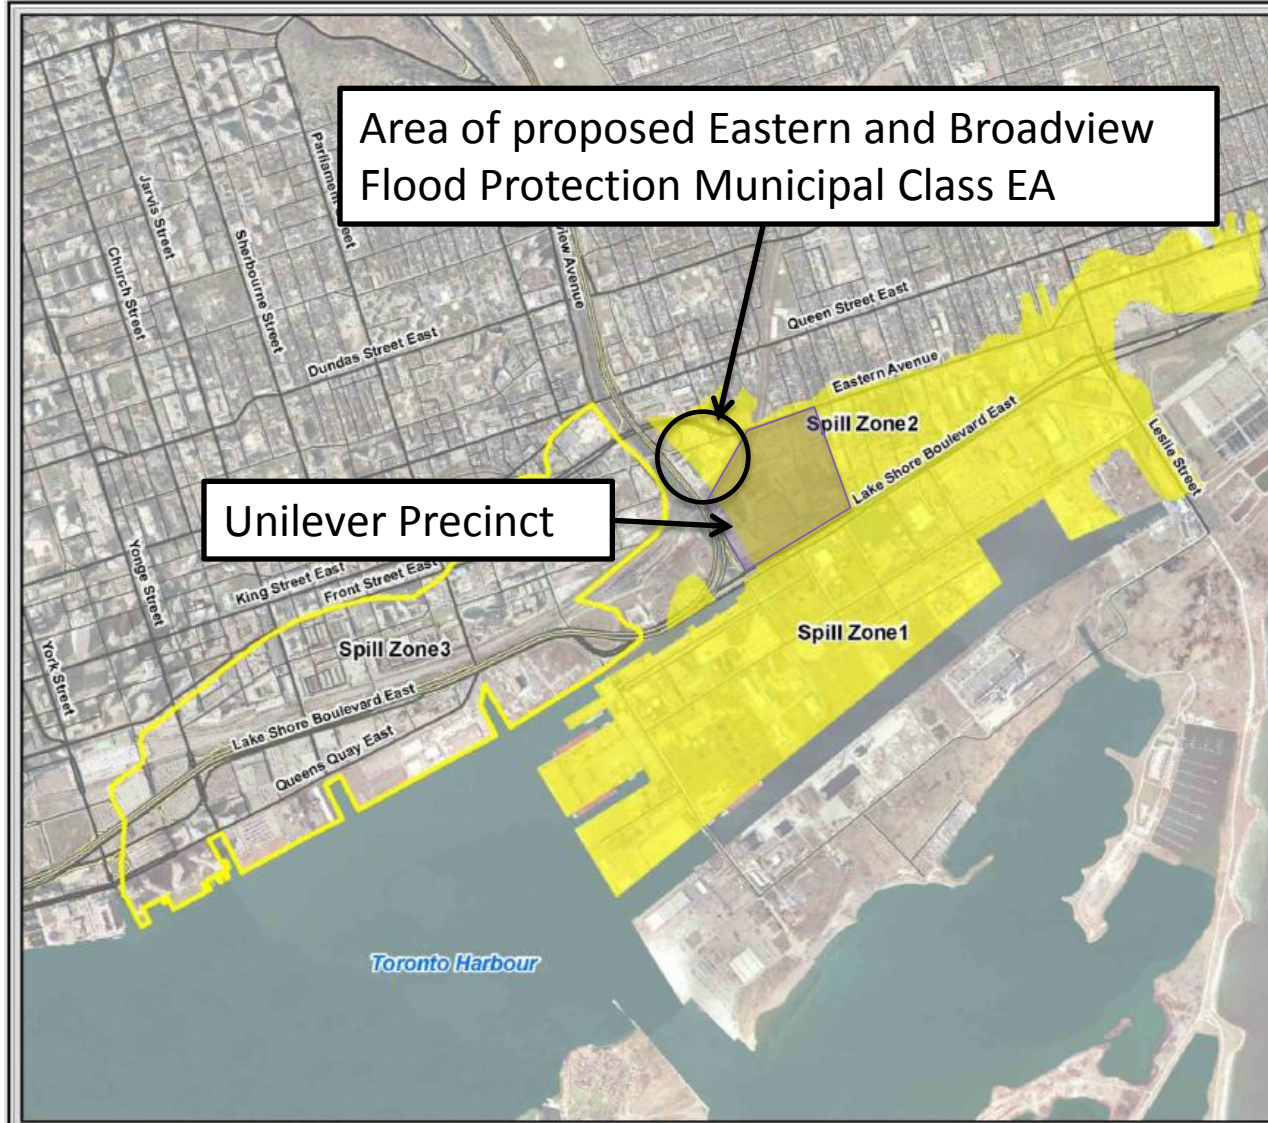 Area of proposed Eastern and Broadview
Flood Protection Municipal Class EA
Parliament
Jarvis Street
Sherbourne Street
Church Street
Dundas Street East
Queen Street East
Eastern Avenue
Spill Zone2
Lake Shore Boulevard East
Leslie Street
Unilever Precinct
Yonge Street
King Street East
Front Street East
Spill Zone3
Spill Zone1
York Street
Lake Shore Boulevard East
Queens Quay East
Toronto Harbour